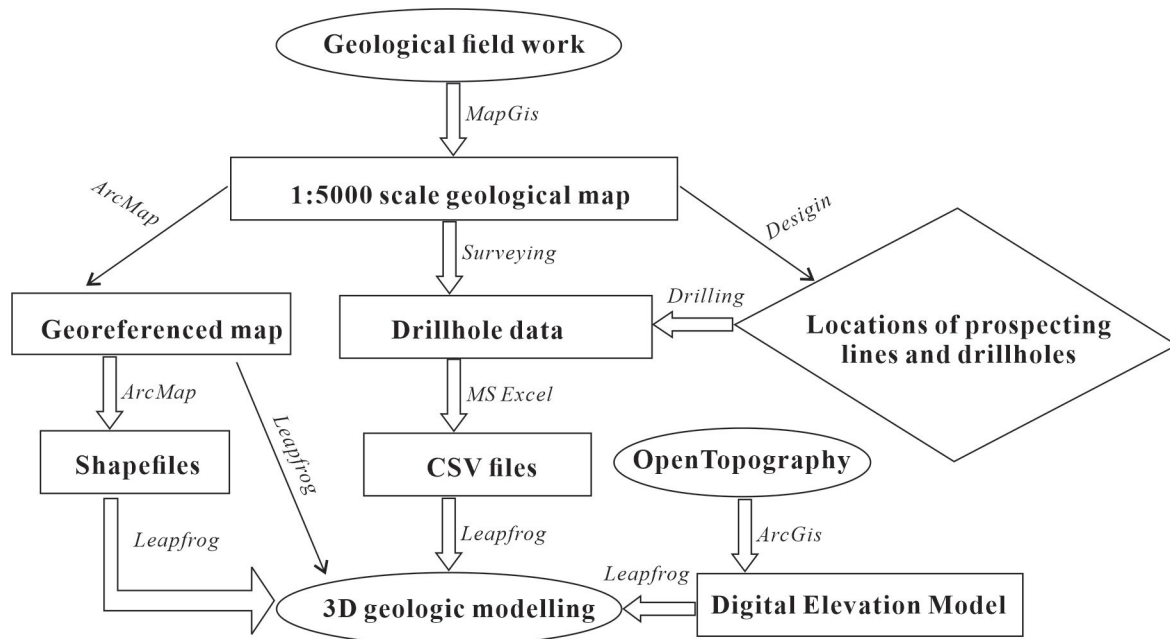 Geological field work
MapGis
1:5000 scale geological map
ArcMap
Surveying
Desigin
Georeferenced map
Drillhole data
Drilling
Locations of prospecting
lines and drillholes
ArcMap
Leapfrog
MS Excel
Shapefiles
CSV files
OpenTopography
Leapfrog
Leapfrog
ArcGis
Leapfrog
3D geologic modelling
Digital Elevation Model